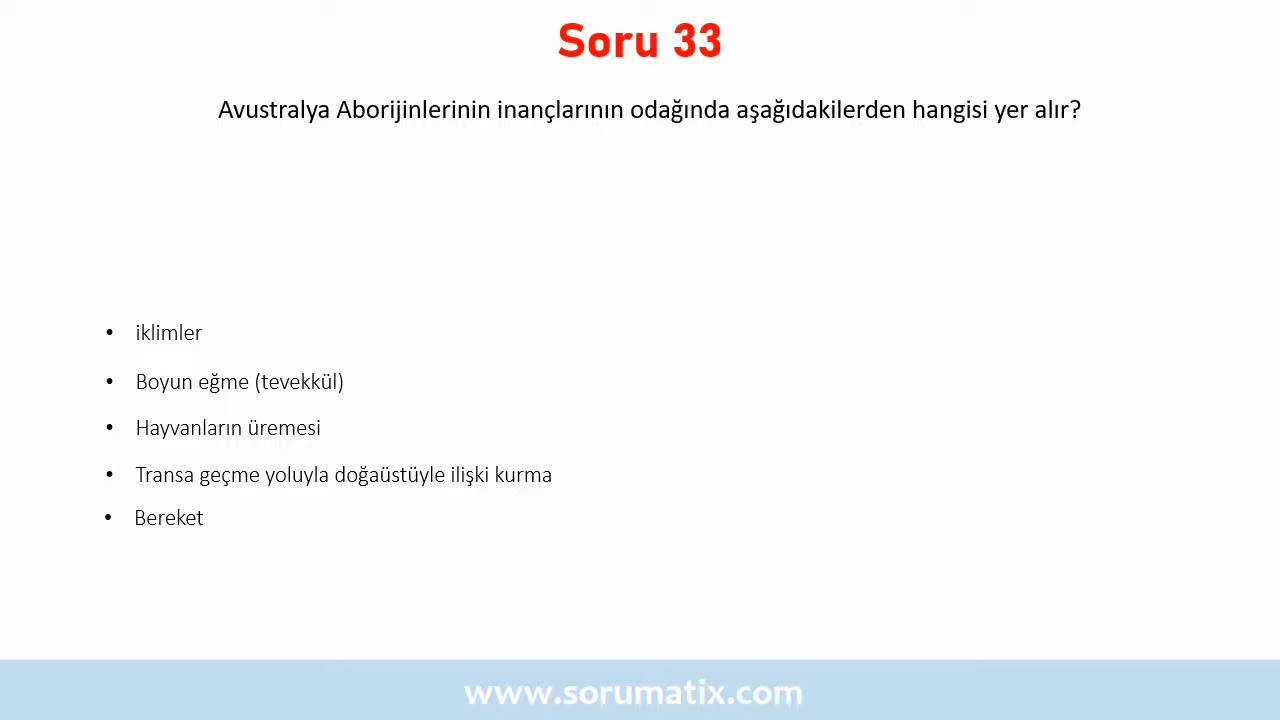 Soru 33
Avustralya Aborijinlerinin inançlarının odağında aşağıdakilerden hangisi yer alır?
• iklimler
• Boyun eğme (tevekkül)
• Hayvanların üremesi
• Transa geçme yoluyla doğaüstüyle ilişki kurma
• Bereket
www.sorumatix.com